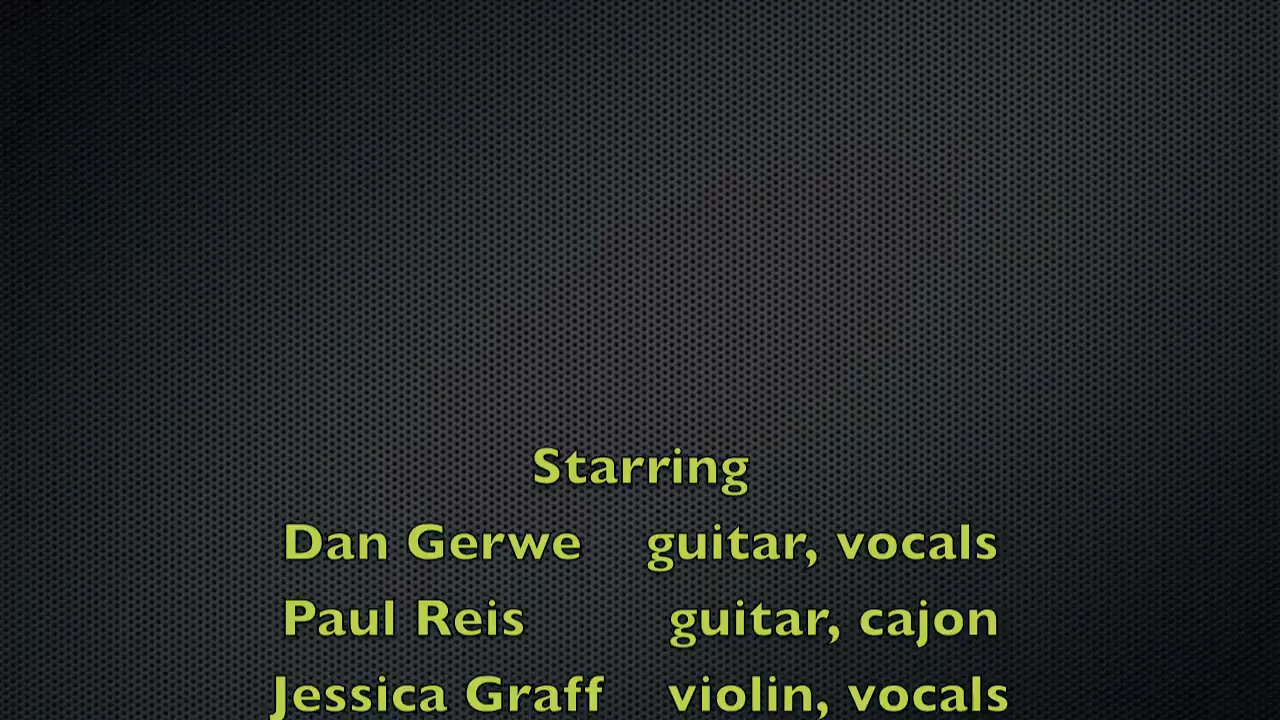 Starring
Dan Gerwe guitar, vocals
Paul Reis guitar, cajon
Jessica Graff violin, vocals